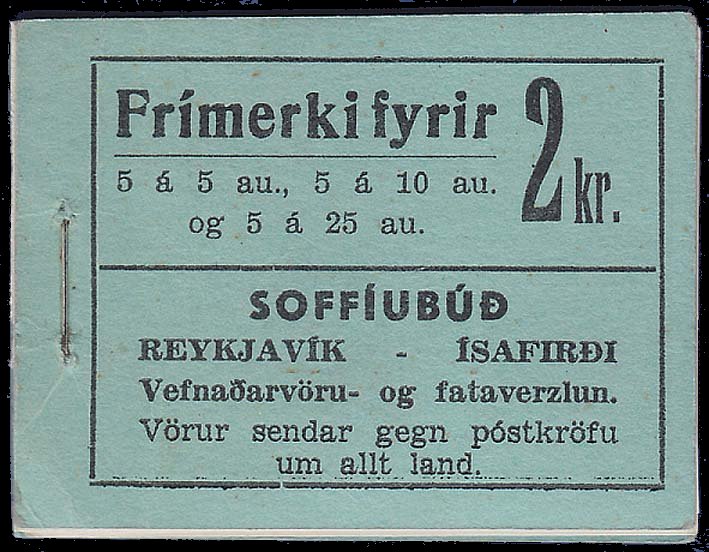 Frímerki fyrir 2 kr.
5 á 5 au., 5 á 10 au.
og 5 á 25 au.
SOFFÍUBÚÐ
REYKJAVÍK - ÍSAFIRÐI
Vefnaðarvöru- og fataverzlun.
Vörur sendar gegn póstkröfu
um allt land.